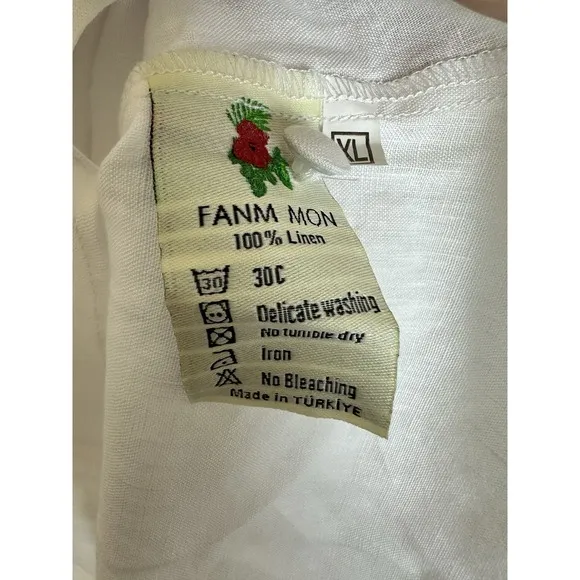 XL
FANM MON
100% Linen
30 30C
Delicate washing
No tumble dry
Iron
No Bleaching
Made in TÜRKİYE